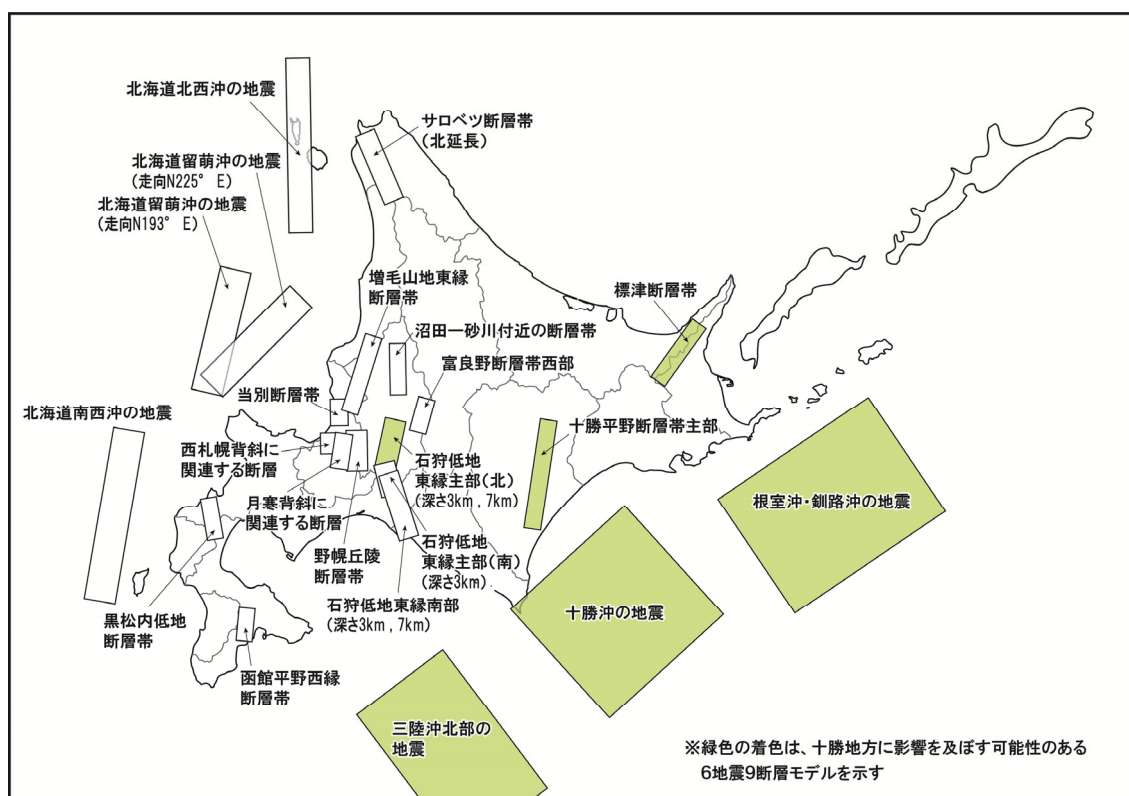 北海道北西沖の地震
サロベツ断層帯
（北延長）
北海道留萌沖の地震
（走向N225° E）
北海道留萌沖の地震
（走向N193° E）
増毛山地東縁
断層帯
標津断層帯
沼田ー砂川付近の断層帯
富良野断層帯西部
当別断層帯
北海道南西沖の地震
十勝平野断層帯主部
西札幌背斜に
関連する断層
石狩低地
東縁主部（北）
（深さ3km , 7km）
月寒背斜に
関連する断層
根室沖・釧路沖の地震
野幌丘陵
断層帯
石狩低地
東縁主部（南）
（深さ3km）
石狩低地東縁南部
（深さ3km , 7km）
十勝沖の地震
黒松内低地
断層帯
函館平野西縁
断層帯
三陸沖北部の
地震
※緑色の着色は、十勝地方に影響を及ぼす可能性のある
6地震9断層モデルを示す